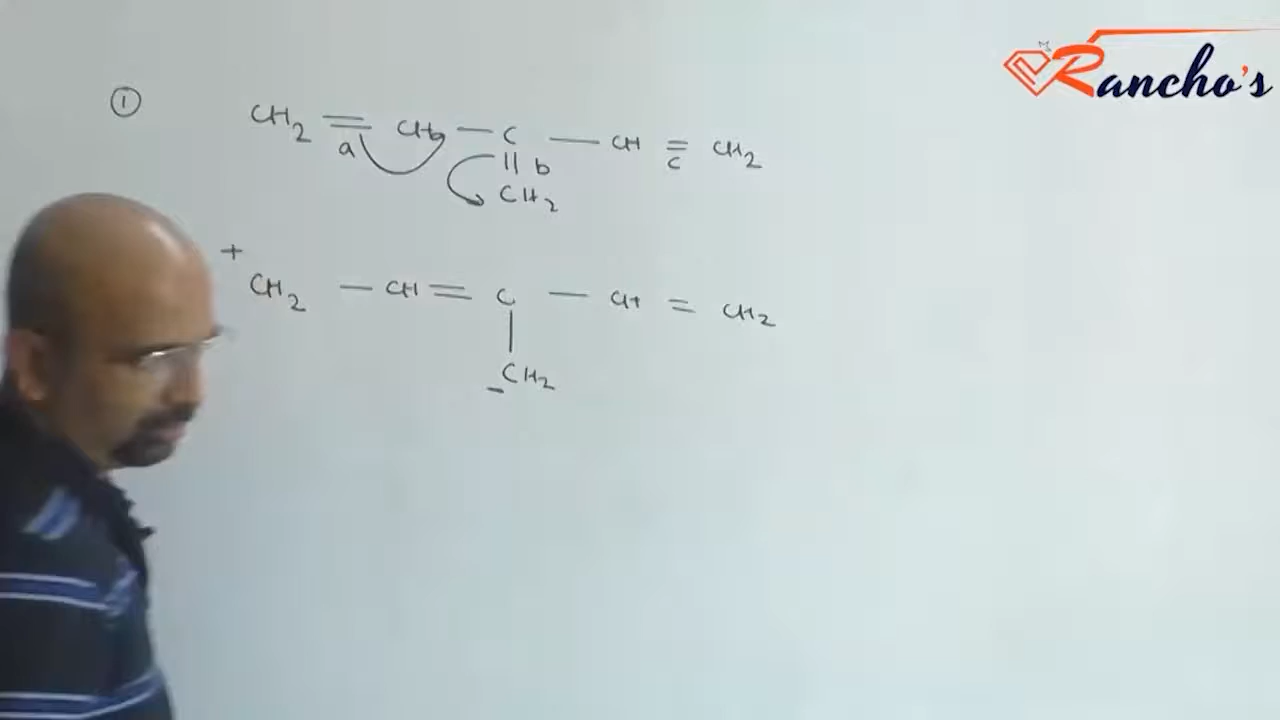 Rancho's
① CH₂ = CH — C — CH = CH₂
a || b c
CH₂
+
CH₂ — CH = C — CH = CH₂
|
-CH₂